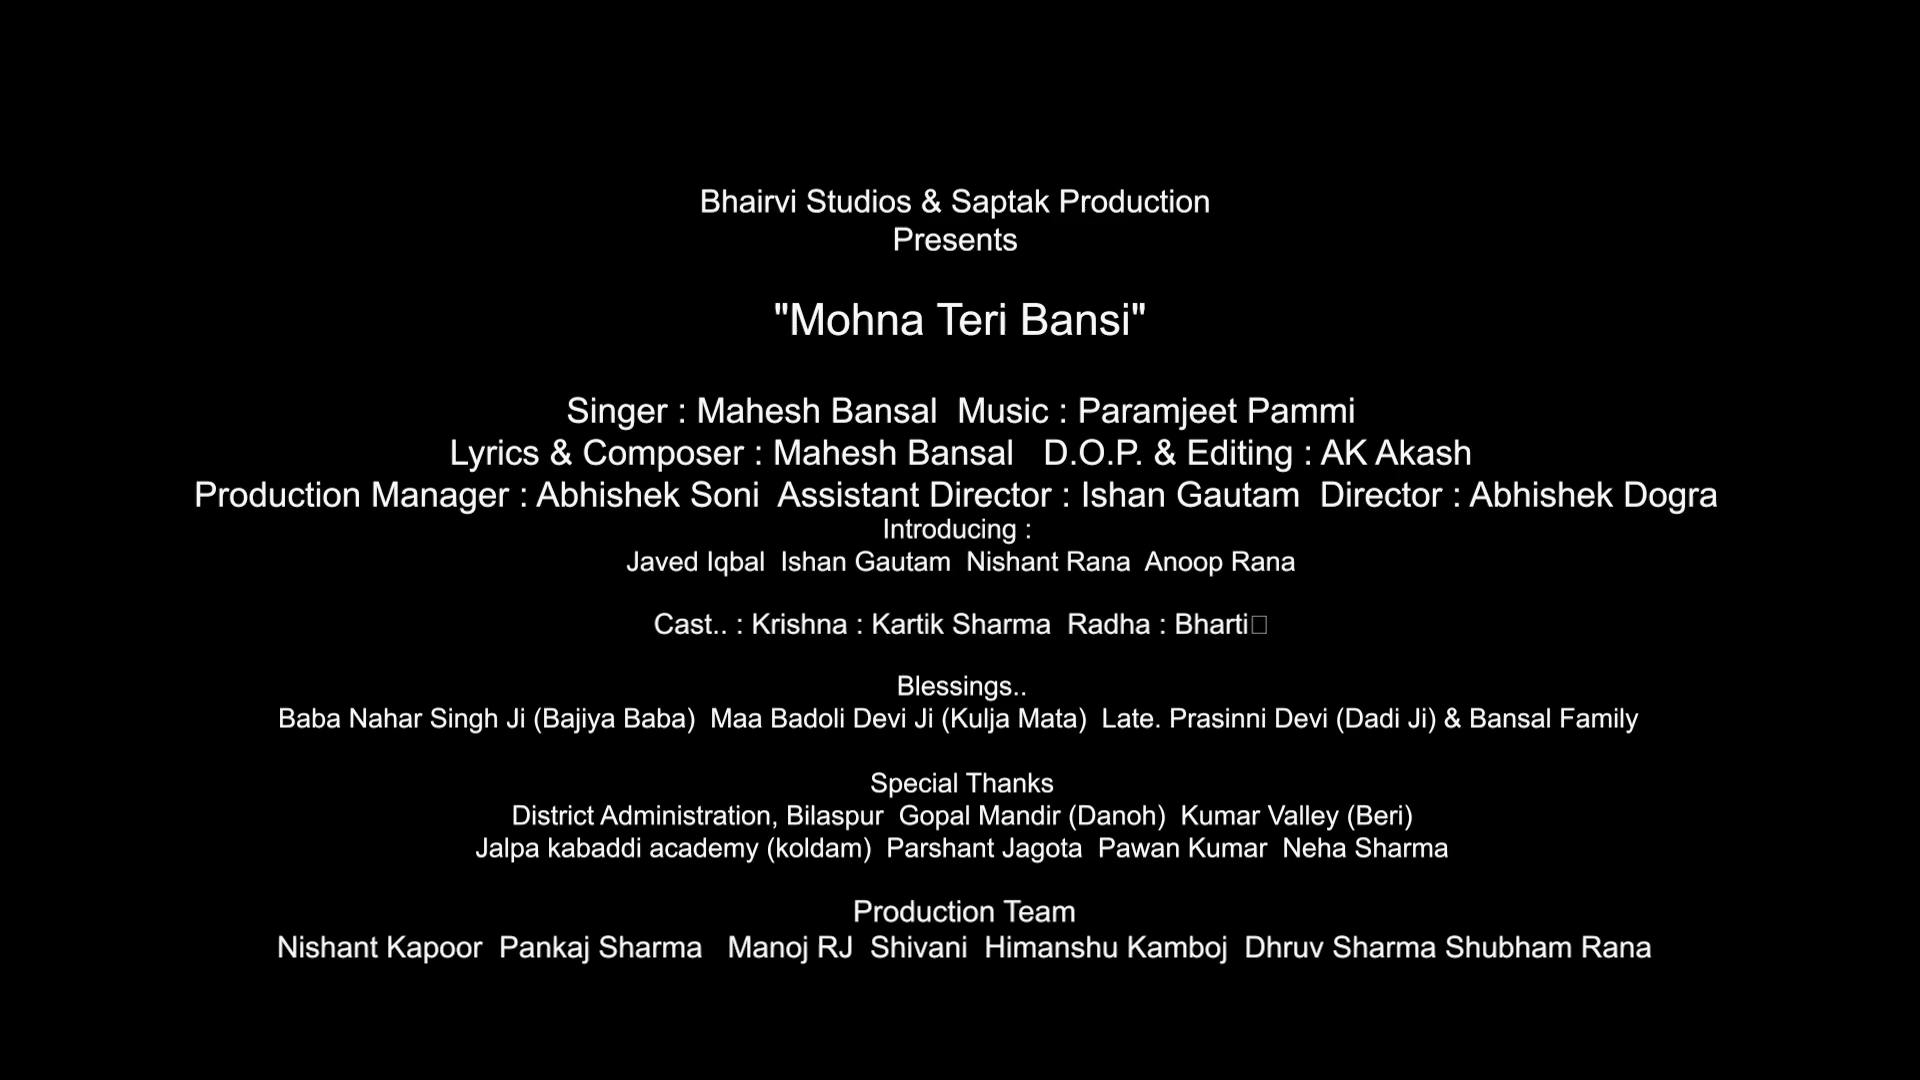 Bhairvi Studios & Saptak Production
Presents
"Mohna Teri Bansi"
Singer : Mahesh Bansal  Music : Paramjeet Pammi
Lyrics & Composer : Mahesh Bansal   D.O.P. & Editing : AK Akash
Production Manager : Abhishek Soni  Assistant Director : Ishan Gautam  Director : Abhishek Dogra
Introducing :
Javed Iqbal  Ishan Gautam  Nishant Rana  Anoop Rana
Cast.. : Krishna : Kartik Sharma  Radha : Bharti
Blessings..
Baba Nahar Singh Ji (Bajiya Baba)  Maa Badoli Devi Ji (Kulja Mata)  Late. Prasinni Devi (Dadi Ji) & Bansal Family
Special Thanks
District Administration, Bilaspur  Gopal Mandir (Danoh)  Kumar Valley (Beri)
Jalpa kabaddi academy (koldam)  Parshant Jagota  Pawan Kumar  Neha Sharma
Production Team
Nishant Kapoor  Pankaj Sharma   Manoj RJ  Shivani  Himanshu Kamboj  Dhruv Sharma Shubham Rana